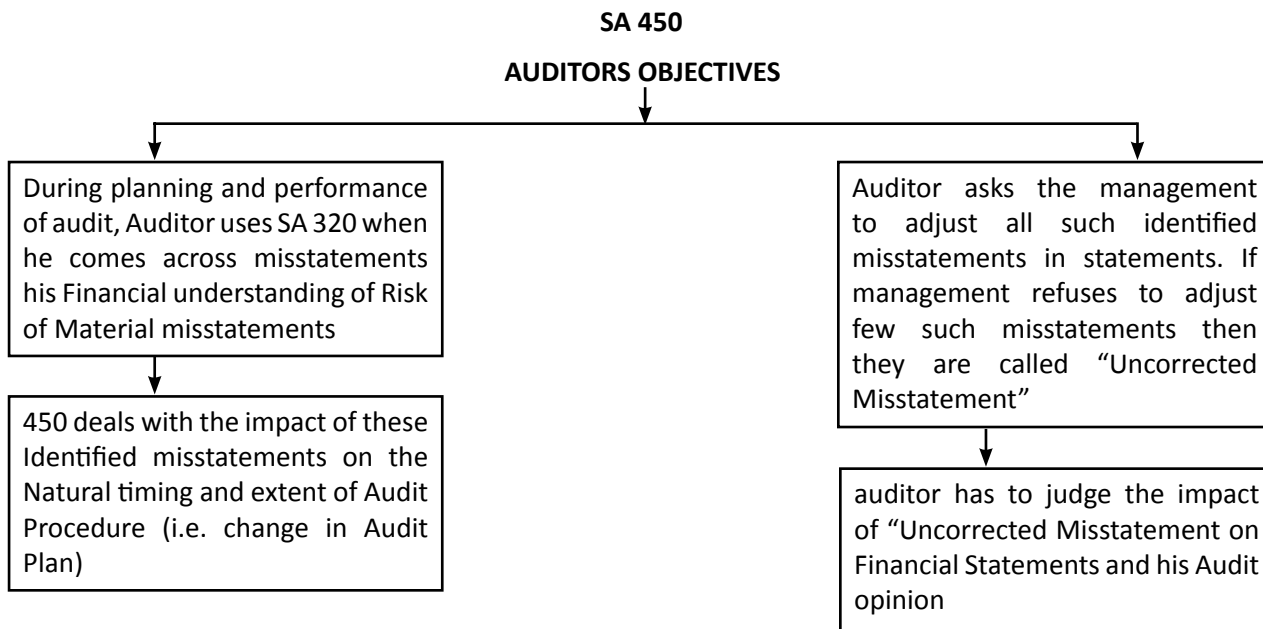 SA 450
AUDITORS OBJECTIVES
During planning and performance
of audit, Auditor uses SA 320 when
he comes across misstatements
his Financial understanding of Risk
of Material misstatements
450 deals with the impact of these
Identified misstatements on the
Natural timing and extent of Audit
Procedure (i.e. change in Audit
Plan)
Auditor asks the management
to adjust all such identified
misstatements in statements. If
management refuses to adjust
few such misstatements then
they are called “Uncorrected
Misstatement”
auditor has to judge the impact
of “Uncorrected Misstatement on
Financial Statements and his Audit
opinion